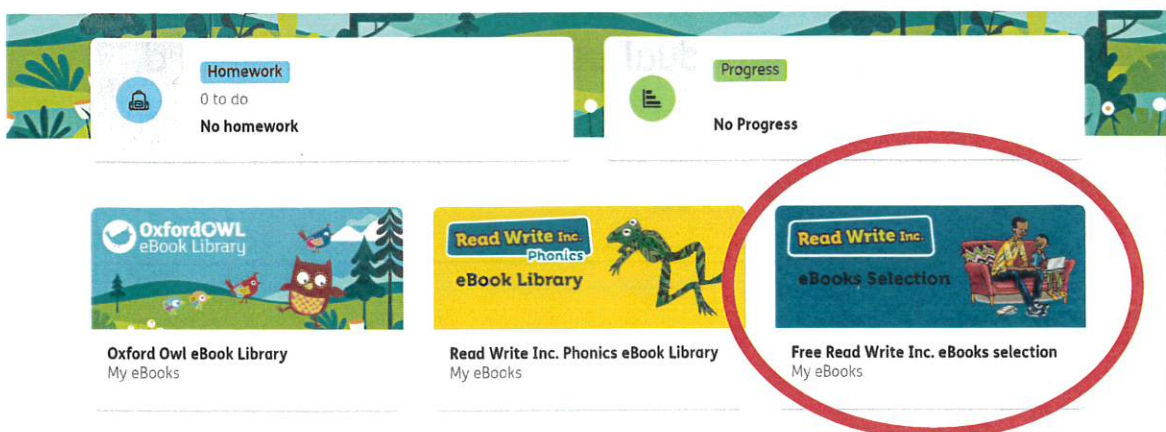 Homework
0 to do
No homework
Progress
No Progress
OxfordOWL
eBook Library
Read Write Inc.
Phonics
eBook Library
Read Write Inc.
eBooks Selection
Oxford Owl eBook Library
My eBooks
Read Write Inc. Phonics eBook Library
My eBooks
Free Read Write Inc. eBooks selection
My eBooks